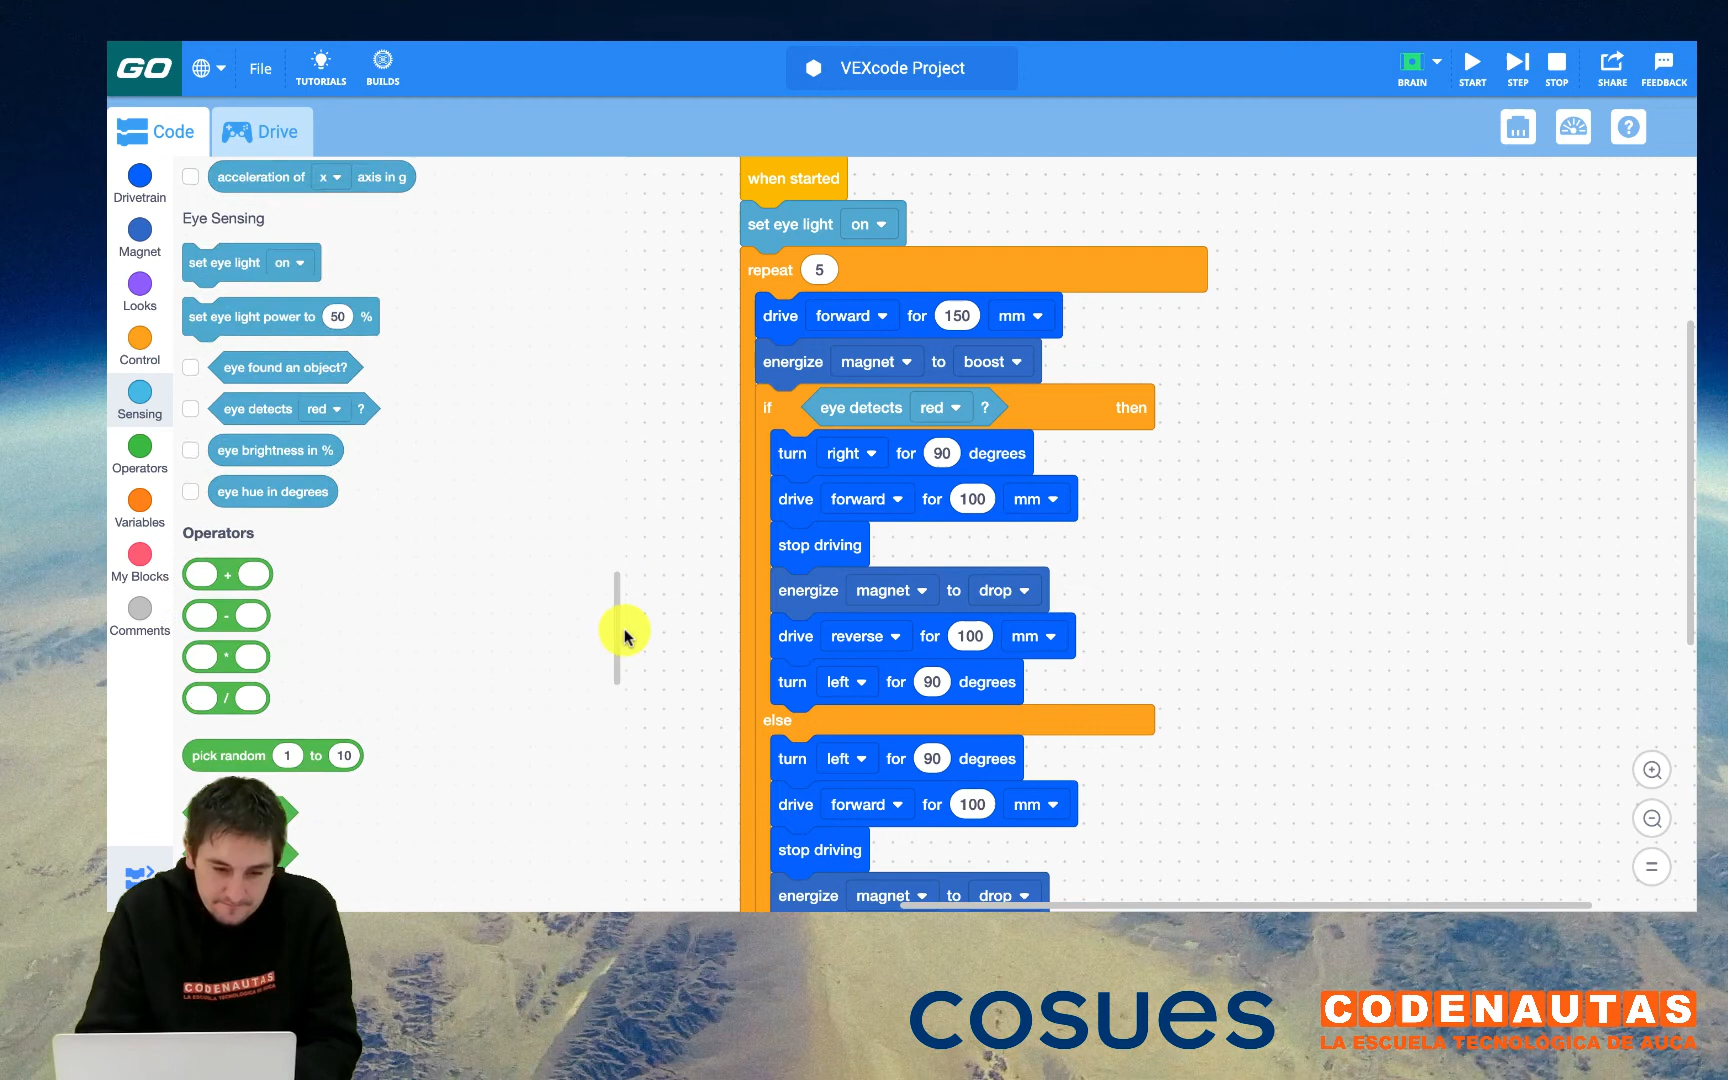 GO
File
TUTORIALS
BUILDS
VEXcode Project
BRAIN
START
STEP
STOP
SHARE
FEEDBACK
Code
Drive
Drivetrain
Magnet
Looks
Control
Sensing
Operators
Variables
My Blocks
Comments
acceleration of x axis in g
Eye Sensing
set eye light on
set eye light power to 50 %
eye found an object?
eye detects red ?
eye brightness in %
eye hue in degrees
Operators
+
-
*
/
pick random 1 to 10
when started
set eye light on
repeat 5
drive forward for 150 mm
energize magnet to boost
if eye detects red ? then
turn right for 90 degrees
drive forward for 100 mm
stop driving
energize magnet to drop
drive reverse for 100 mm
turn left for 90 degrees
else
turn left for 90 degrees
drive forward for 100 mm
stop driving
energize magnet to drop
CODENAUTAS
LA ESCUELA TECNOLÓGICA DE AUCA
cosues
CODENAUTAS
LA ESCUELA TECNOLÓGICA DE AUCA